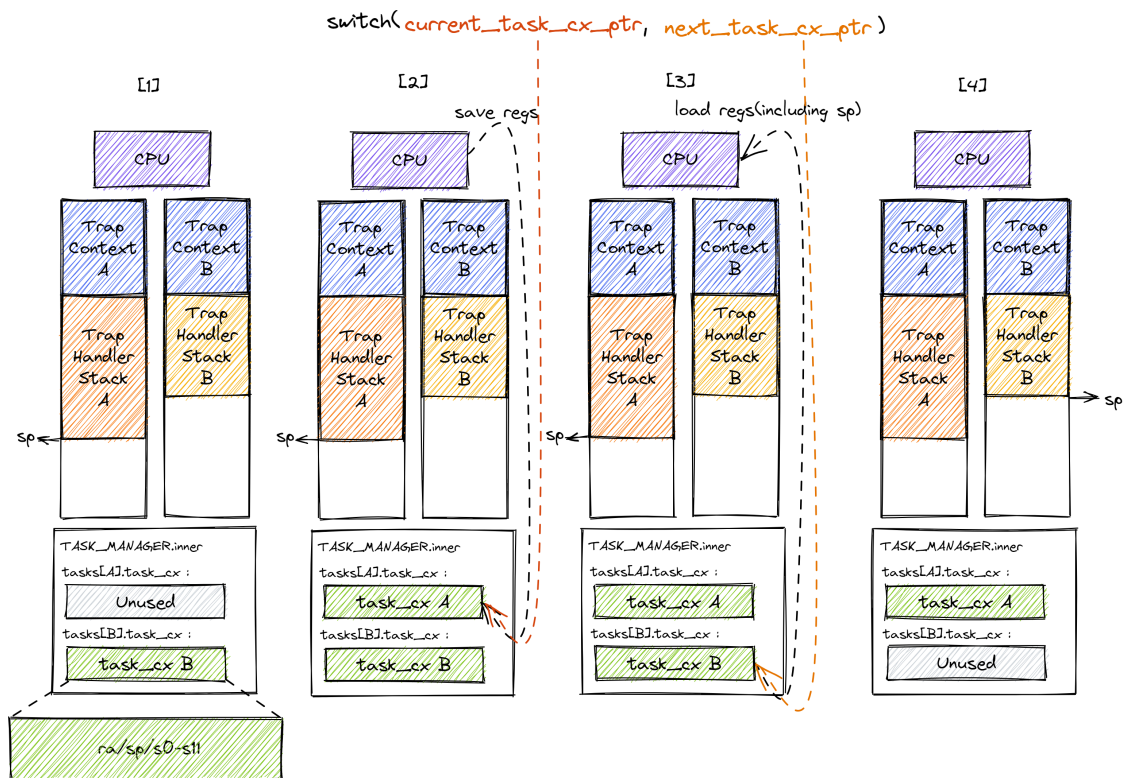 switch(current_task_cx_ptr, next_task_cx_ptr)
[1]
[2]
[3]
[4]
save regs
load regs(including sp)
CPU
CPU
CPU
CPU
Trap
Context
A
Trap
Context
B
Trap
Handler
Stack
A
Trap
Handler
Stack
B
sp
Trap
Context
A
Trap
Context
B
Trap
Handler
Stack
A
Trap
Handler
Stack
B
sp
Trap
Context
A
Trap
Context
B
Trap
Handler
Stack
A
Trap
Handler
Stack
B
sp
Trap
Context
A
Trap
Context
B
Trap
Handler
Stack
A
Trap
Handler
Stack
B
sp
TASK_MANAGER.inner
tasks[A].task_cx :
Unused
tasks[B].task_cx :
task_cx B
ra/sp/s0-s11
TASK_MANAGER.inner
tasks[A].task_cx :
task_cx A
tasks[B].task_cx :
task_cx B
TASK_MANAGER.inner
tasks[A].task_cx :
task_cx A
tasks[B].task_cx :
task_cx B
TASK_MANAGER.inner
tasks[A].task_cx :
task_cx A
tasks[B].task_cx :
Unused